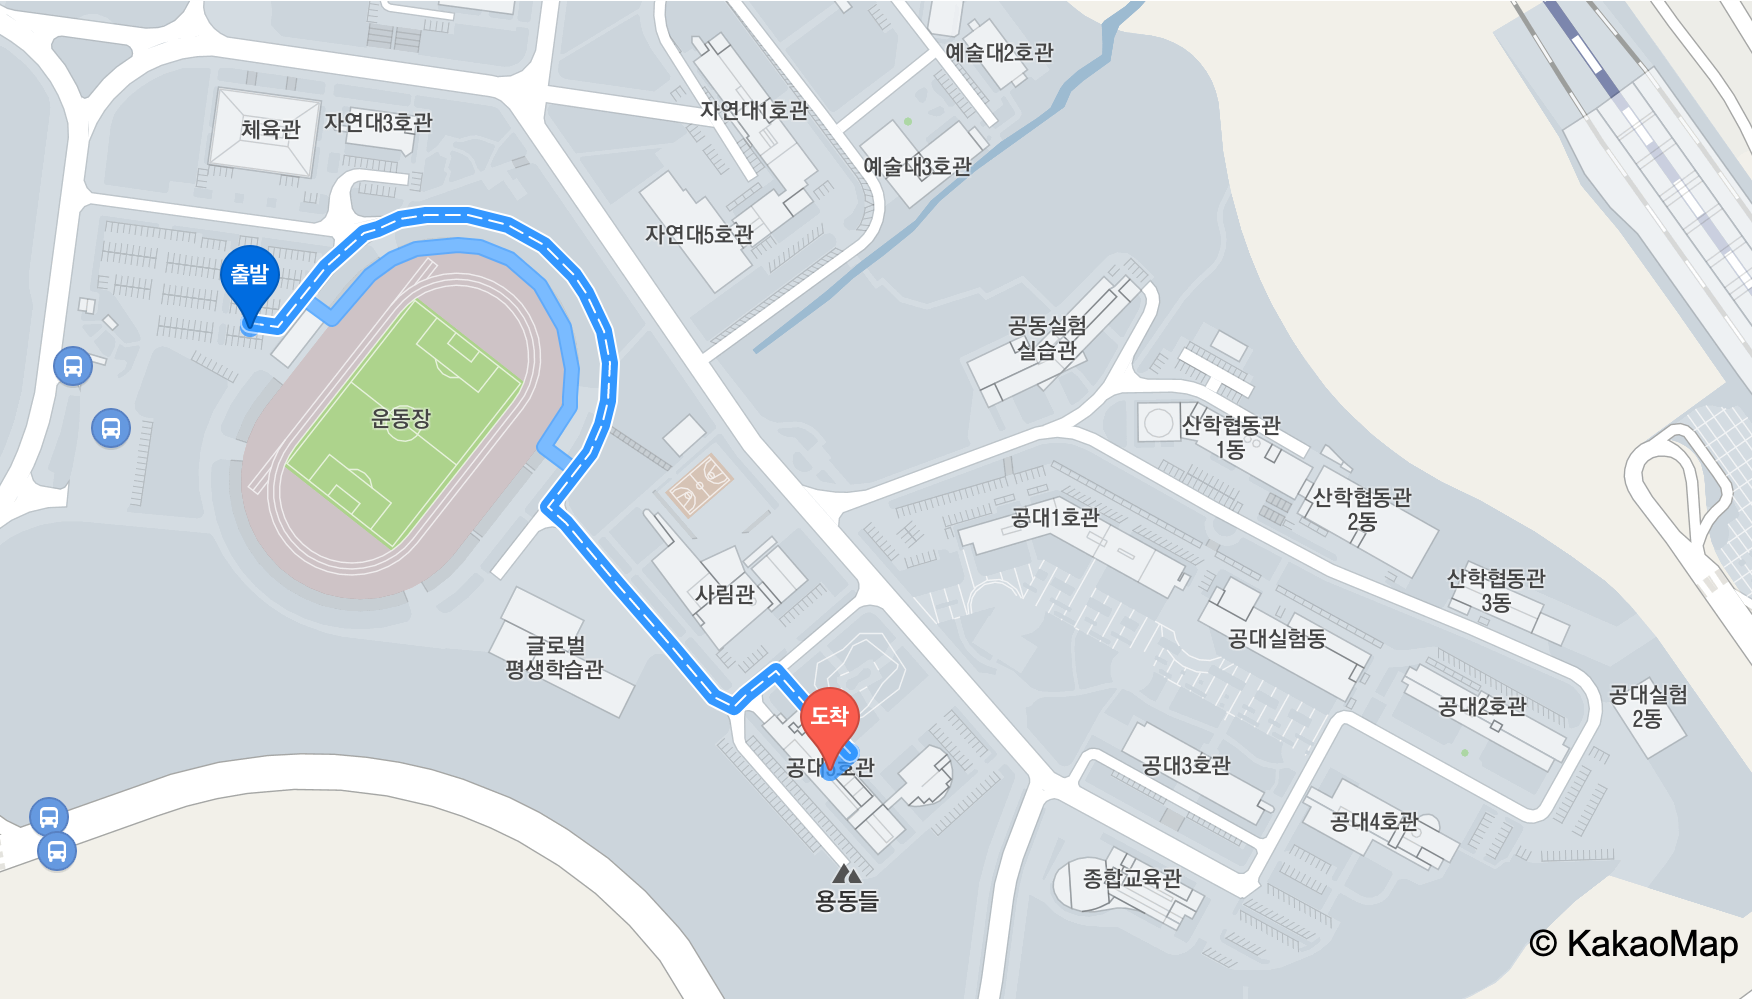 예술대2호관
자연대1호관
체육관
자연대3호관
예술대3호관
자연대5호관
출발
공동실험
실습관
운동장
산학협동관
1동
산학협동관
2동
공대1호관
산학협동관
3동
사림관
공대실험동
글로벌
평생학습관
공대실험
2동
공대2호관
도착
공대3호관
공대4호관
종합교육관
용동들
© KakaoMap